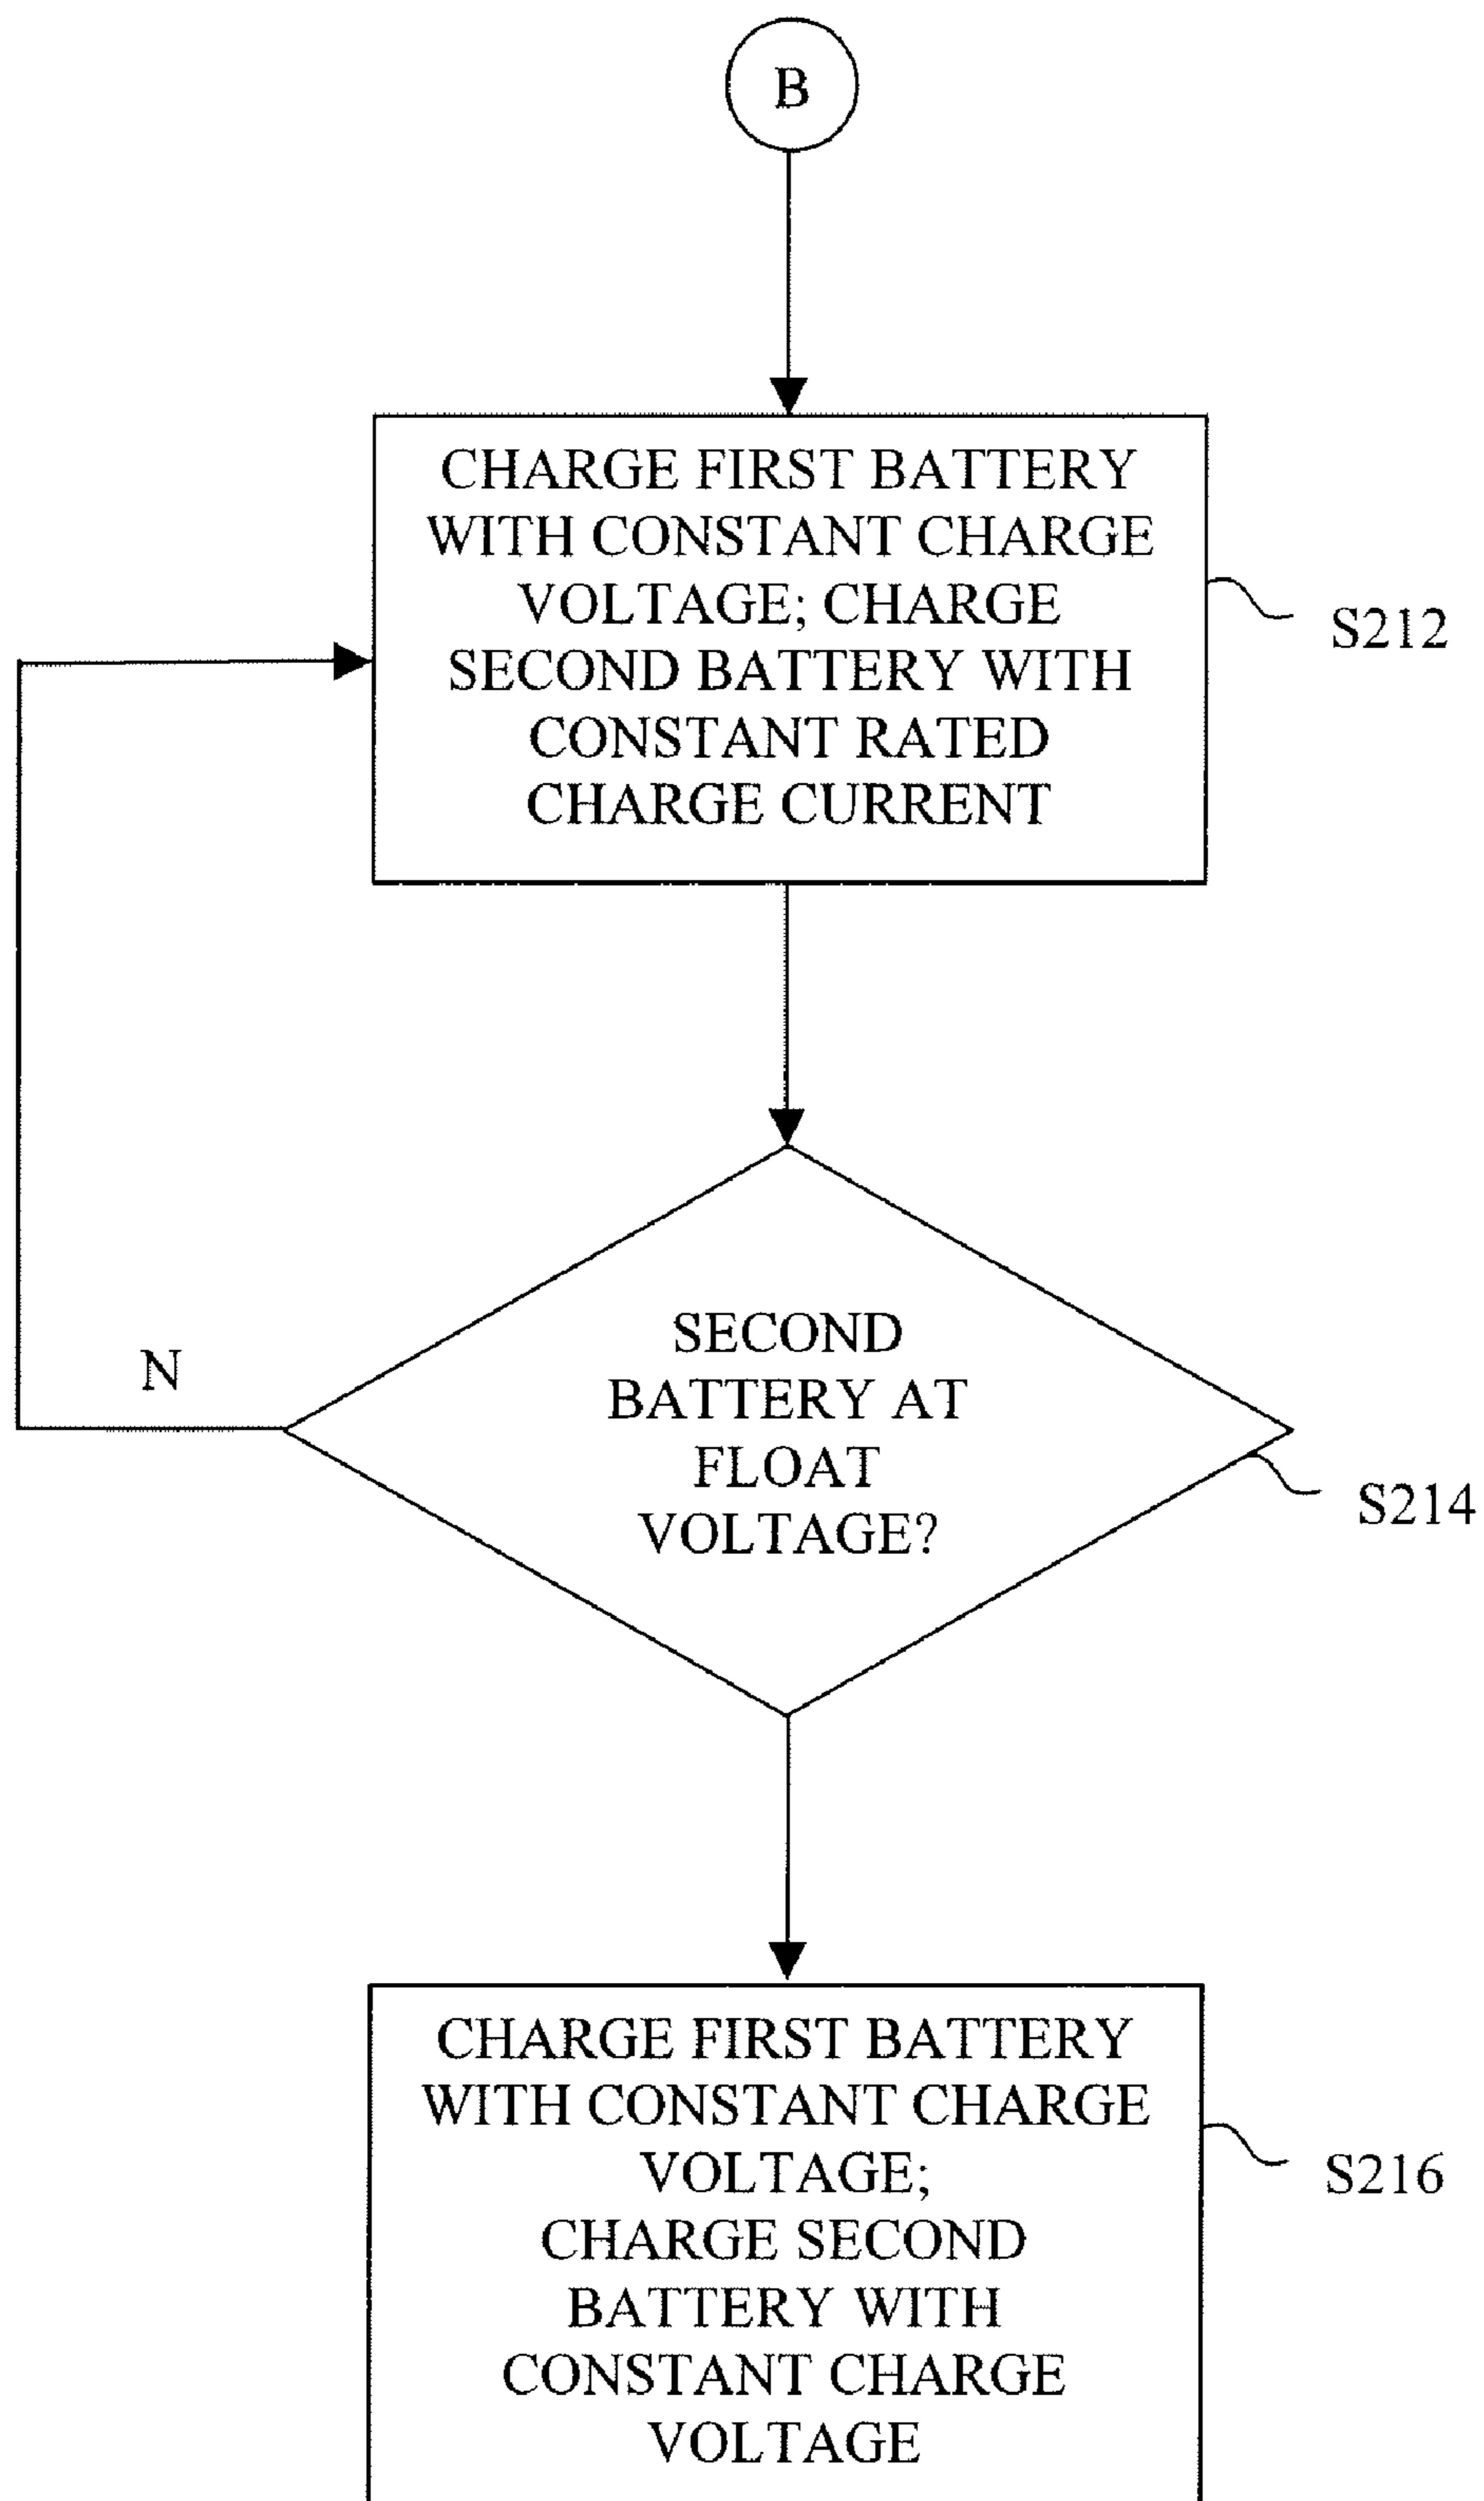 B
CHARGE FIRST BATTERY
WITH CONSTANT CHARGE
VOLTAGE; CHARGE
SECOND BATTERY WITH
CONSTANT RATED
CHARGE CURRENT
S212
SECOND
BATTERY AT
FLOAT
VOLTAGE?
N
S214
CHARGE FIRST BATTERY
WITH CONSTANT CHARGE
VOLTAGE;
CHARGE SECOND
BATTERY WITH
CONSTANT CHARGE
VOLTAGE
S216